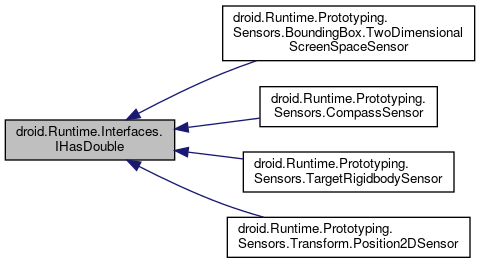 droid.Runtime.Prototyping.
Sensors.BoundingBox.TwoDimensional
ScreenSpaceSensor
droid.Runtime.Prototyping.
Sensors.CompassSensor
droid.Runtime.Interfaces.
IHasDouble
droid.Runtime.Prototyping.
Sensors.TargetRigidbodySensor
droid.Runtime.Prototyping.
Sensors.Transform.Position2DSensor